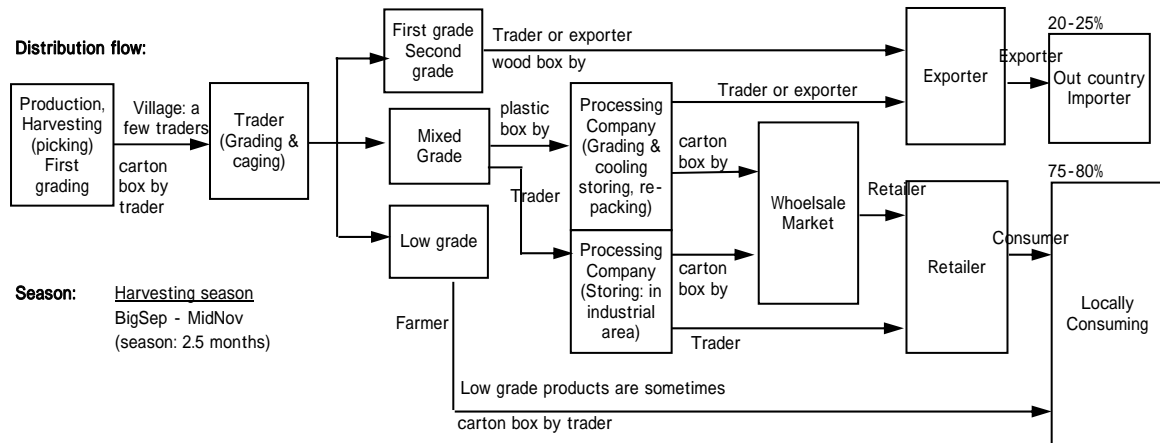 Distribution flow:
Production,
Harvesting
(picking)
First
grading
Village: a
few traders
carton
box by
trader
Trader
(Grading &
caging)
First grade
Second
grade
Trader or exporter
wood box by
Mixed
Grade
plastic
box by
Trader
Low grade
Farmer
Processing
Company
(Grading &
cooling
storing, re-
packing)
Processing
Company
(Storing: in
industrial
area)
Trader or exporter
carton
box by
carton
box by
Trader
Whoelsale
Market
Retailer
Exporter
Exporter
20-25%
Out country
Importer
Retailer
Consumer
75-80%
Locally
Consuming
Low grade products are sometimes
carton box by trader
Season:
Harvesting season
BigSep - MidNov
(season: 2.5 months)